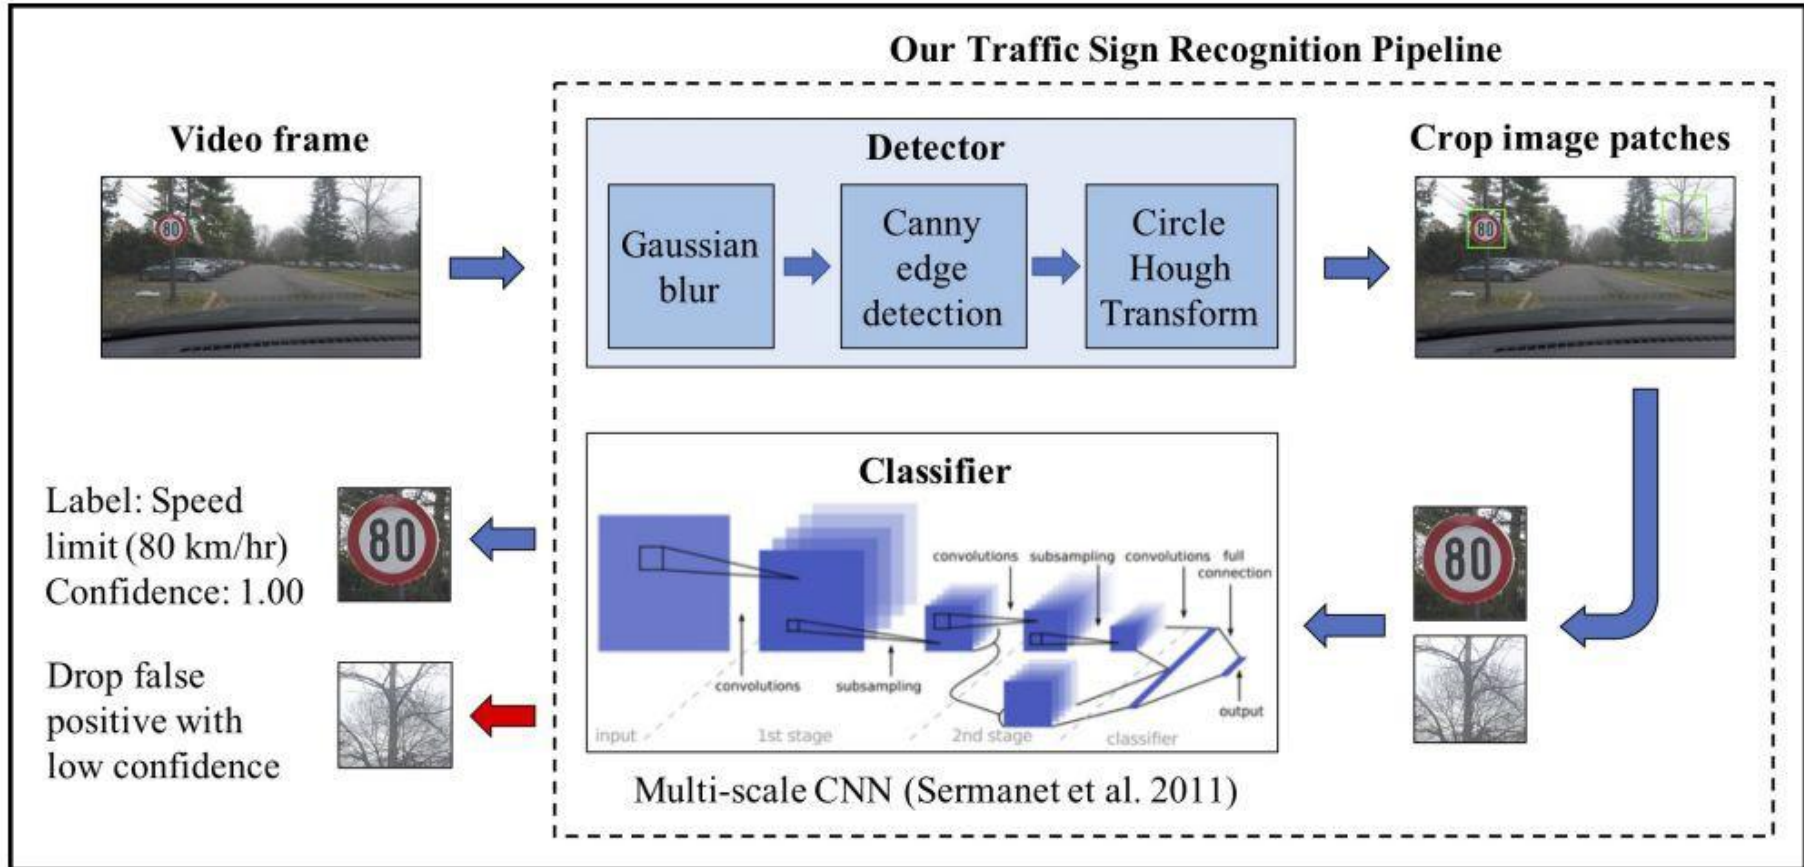 Our Traffic Sign Recognition Pipeline
Video frame
80
Detector
Gaussian
blur
Canny
edge
detection
Circle
Hough
Transform
Crop image patches
80
Label: Speed
limit (80 km/hr)
Confidence: 1.00
80
Drop false
positive with
low confidence
Classifier
convolutions
subsampling
convolutions
full
connection
convolutions
subsampling
output
input
1st stage
2nd stage
classifier
80
Multi-scale CNN (Sermanet et al. 2011)